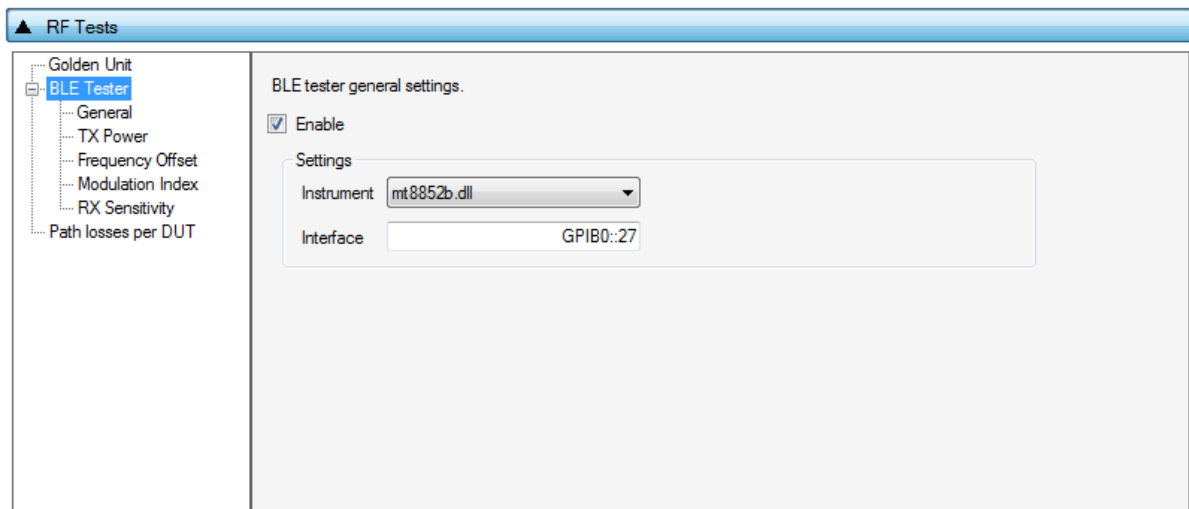 RF Tests
Golden Unit
BLE Tester
General
TX Power
Frequency Offset
Modulation Index
RX Sensitivity
Path losses per DUT
BLE tester general settings.
Enable
Settings
Instrument mt8852b.dll
Interface GPIB0::27